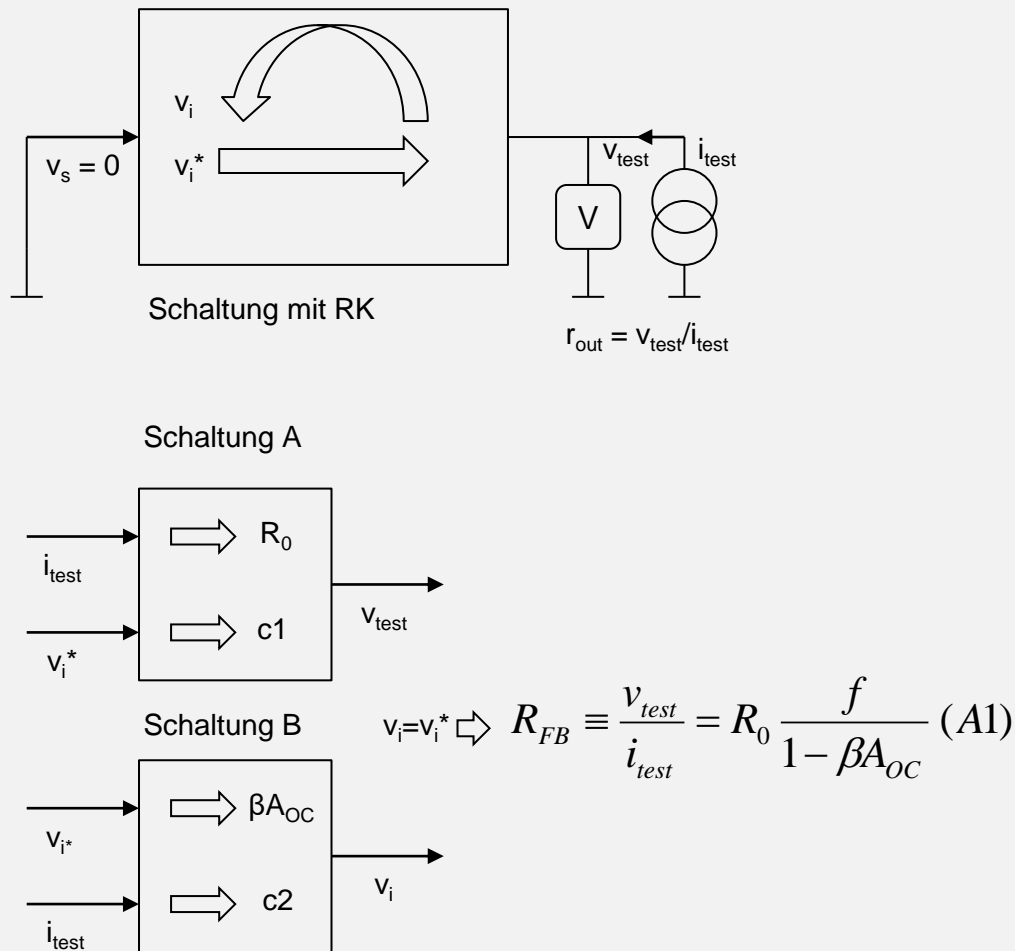 v_i
v_s = 0
v_i*
v_test
i_test
V
Schaltung mit RK
r_out = v_test/i_test
Schaltung A
R_0
i_test
v_test
c1
v_i*
Schaltung B
v_i=v_i* ⇨ R_FB ≡ v_test/i_test = R_0 f/(1 − βA_OC) (A1)
βA_OC
v_i*
v_i
c2
i_test